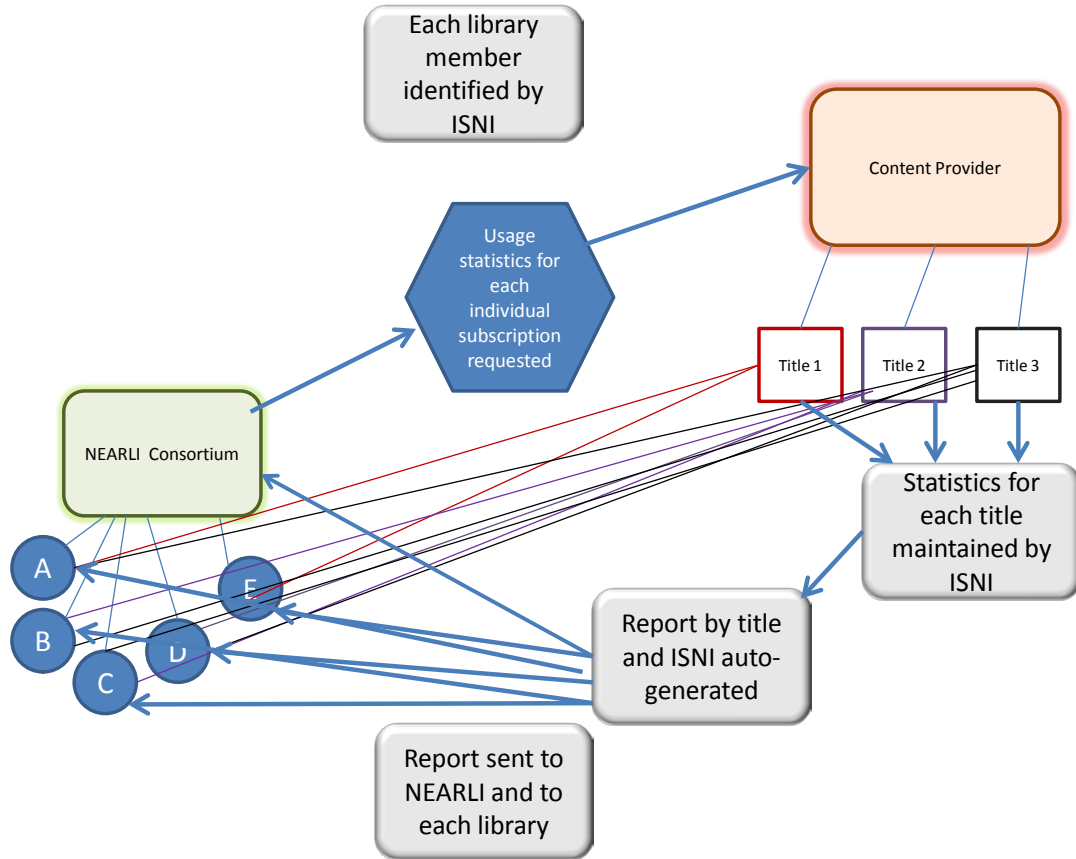 Each library
member
identified by
ISNI
Content Provider
Usage
statistics for
each
individual
subscription
requested
Title 1
Title 2
Title 3
NEARLI Consortium
Statistics for
each title
maintained by
ISNI
A
E
B
D
C
Report by title
and ISNI auto-
generated
Report sent to
NEARLI and to
each library